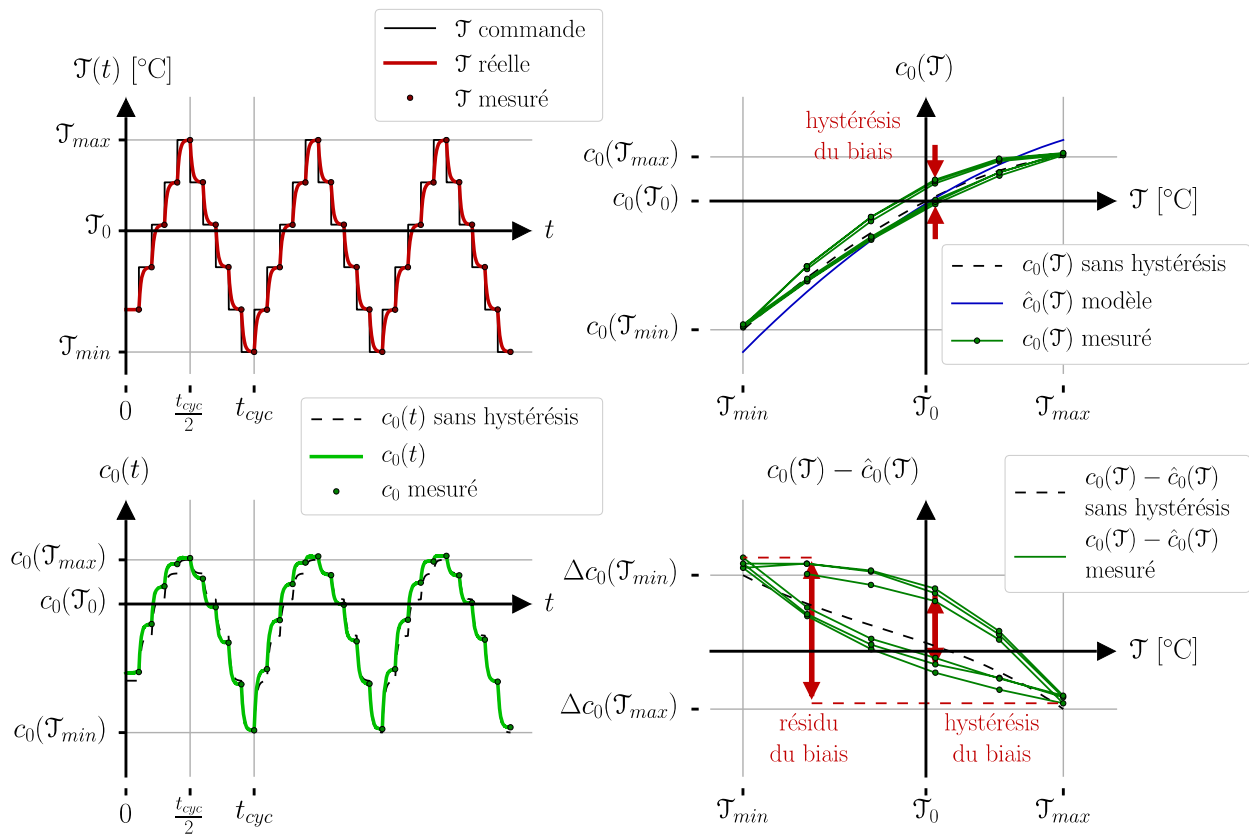 𝒯 commande
𝒯 réelle
𝒯 mesuré
𝒯(t) [°C]
𝒯max
𝒯0
𝒯min
t
0
tcyc/2
tcyc
c0(𝒯)
hystérésis
du biais
c0(𝒯max)
c0(𝒯0)
c0(𝒯min)
𝒯 [°C]
c0(𝒯) sans hystérésis
ĉ0(𝒯) modèle
c0(𝒯) mesuré
𝒯min
𝒯0
𝒯max
c0(t) sans hystérésis
c0(t)
c0 mesuré
c0(t)
c0(𝒯max)
c0(𝒯0)
c0(𝒯min)
t
0
tcyc/2
tcyc
c0(𝒯) − ĉ0(𝒯)
c0(𝒯) − ĉ0(𝒯)
sans hystérésis
c0(𝒯) − ĉ0(𝒯)
mesuré
Δc0(𝒯min)
𝒯 [°C]
Δc0(𝒯max)
résidu
du biais
hystérésis
du biais
𝒯min
𝒯0
𝒯max